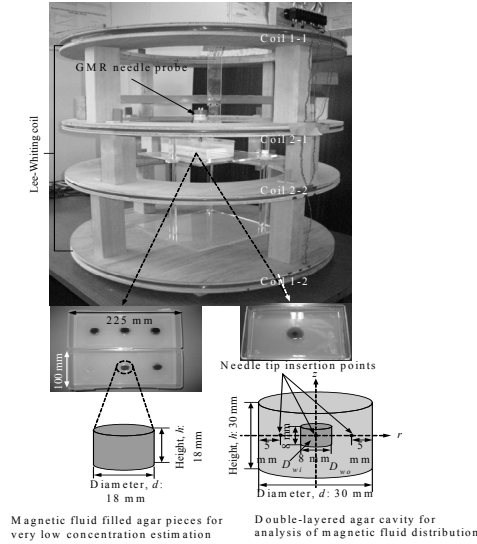 Coil 1-1
GMR needle probe
Coil 2-1
Lee-Whiting coil
Coil 2-2
Coil 1-2
225 mm
100 mm
Needle tip insertion points
z
r
Height, h: 18 mm
Diameter, d: 18 mm
Height, h: 30 mm
8 mm
8 mm
5 mm
5 mm
D wi
D wo
Diameter, d: 30 mm
Magnetic fluid filled agar pieces for
very low concentration estimation
Double-layered agar cavity for
analysis of magnetic fluid distribution